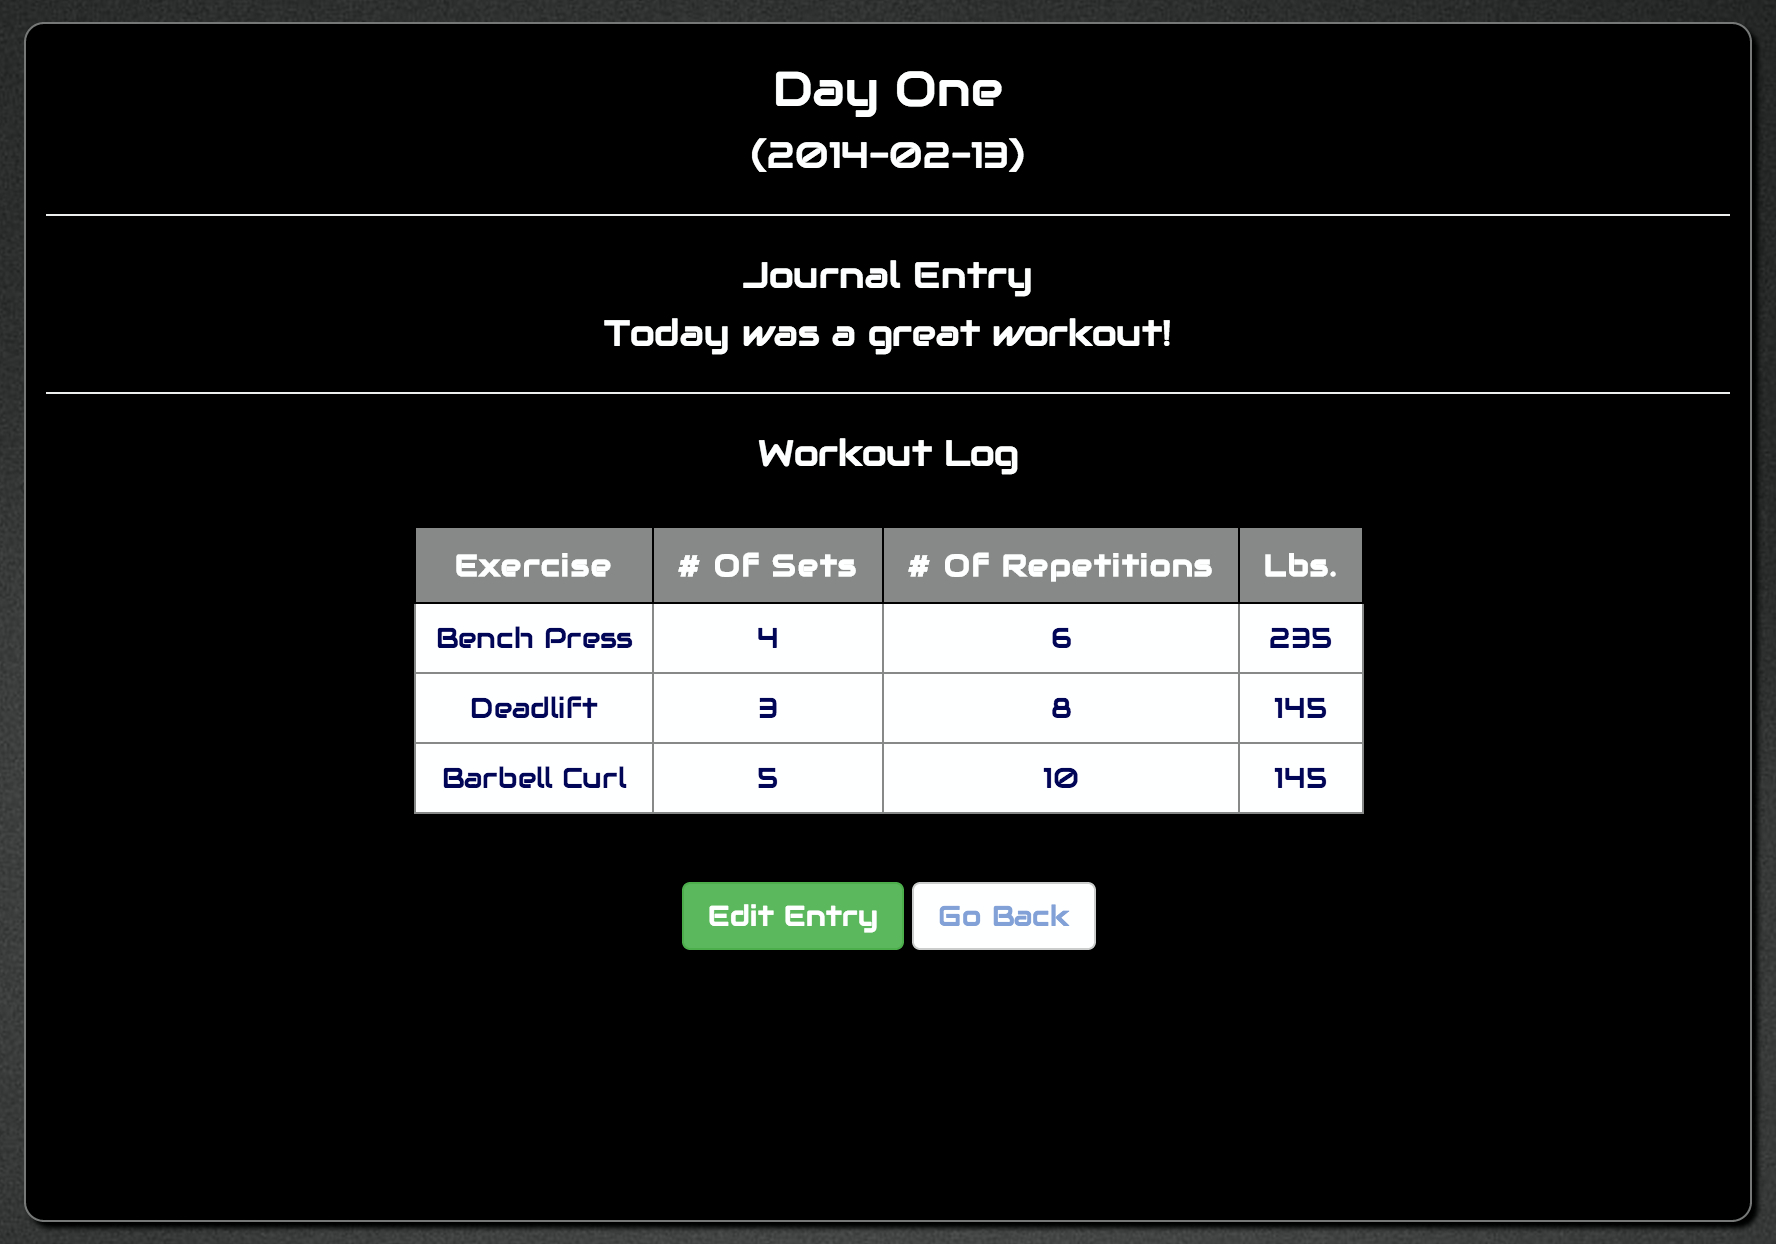 Day One
(2014-02-13)
Journal Entry
Today was a great workout!
Workout Log
Exercise # Of Sets # Of Repetitions Lbs.
Bench Press 4 6 235
Deadlift 3 8 145
Barbell Curl 5 10 145
Edit Entry Go Back